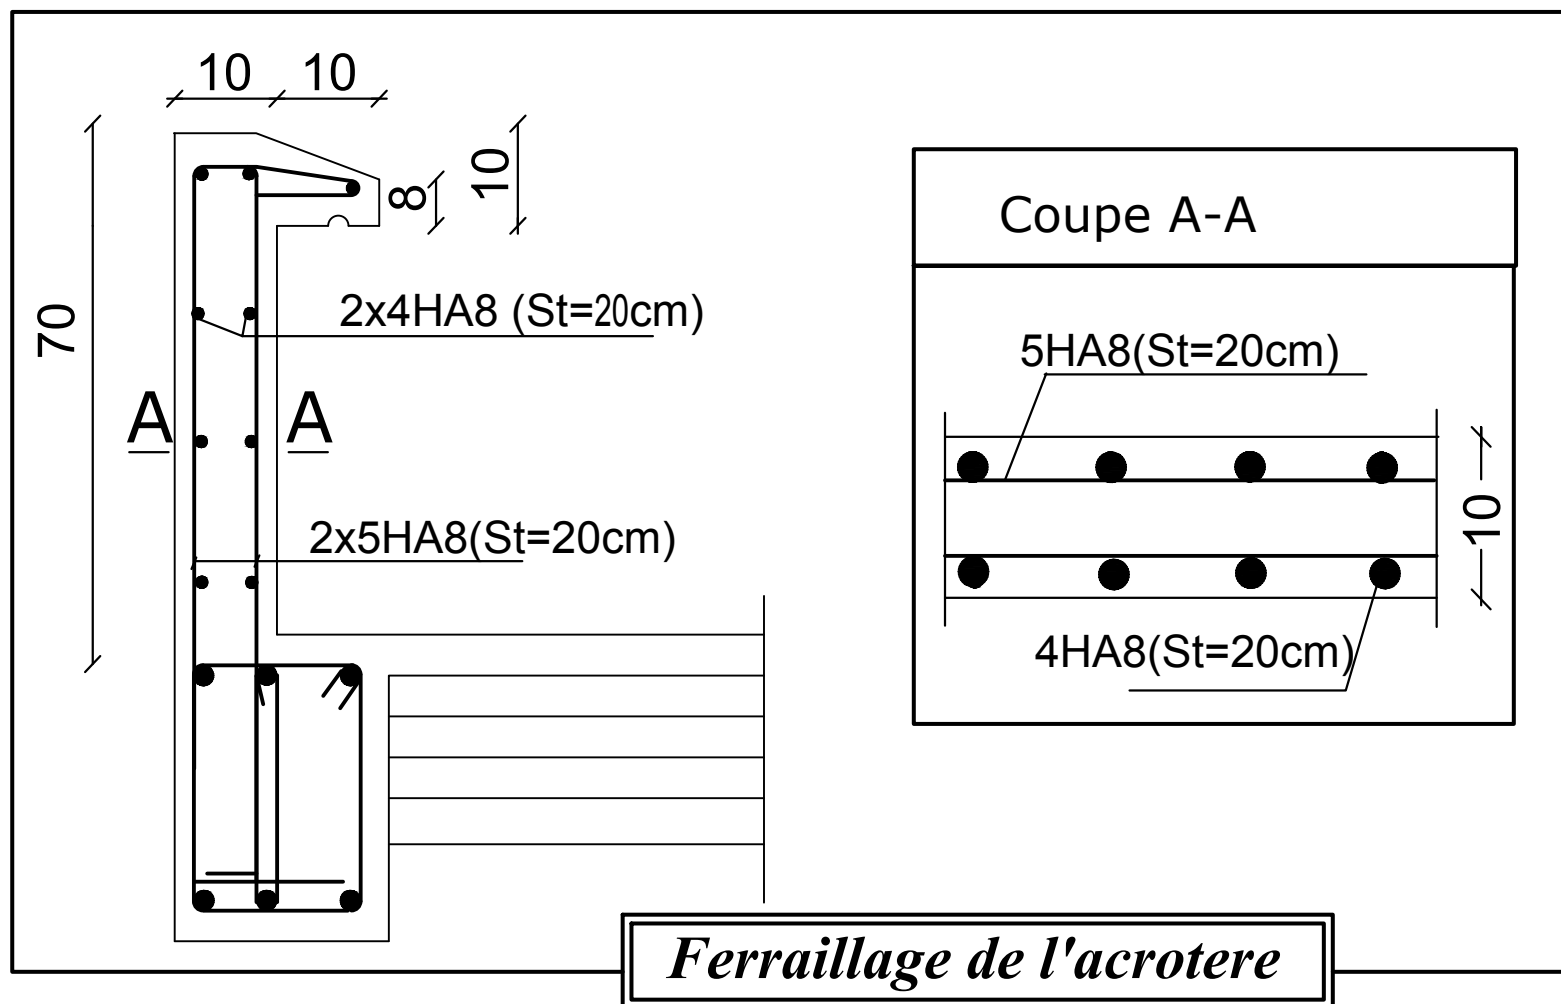 10 10
10
8
70
2x4HA8 (St=20cm)
A A
2x5HA8(St=20cm)
Coupe A-A
5HA8(St=20cm)
10
4HA8(St=20cm)
Ferraillage de l'acrotere